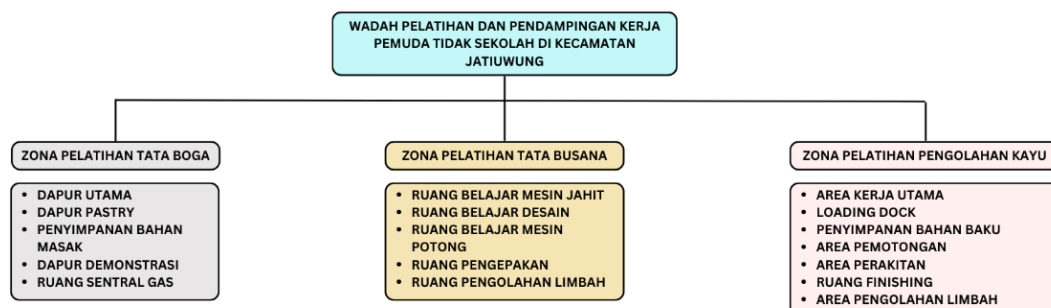 WADAH PELATIHAN DAN PENDAMPINGAN KERJA
PEMUDA TIDAK SEKOLAH DI KECAMATAN
JATIUWUNG
ZONA PELATIHAN TATA BOGA
• DAPUR UTAMA
• DAPUR PASTRY
• PENYIMPANAN BAHAN
MASAK
• DAPUR DEMONSTRASI
• RUANG SENTRAL GAS
ZONA PELATIHAN TATA BUSANA
• RUANG BELAJAR MESIN JAHIT
• RUANG BELAJAR DESAIN
• RUANG BELAJAR MESIN
POTONG
• RUANG PENGEPAKAN
• RUANG PENGOLAHAN LIMBAH
ZONA PELATIHAN PENGOLAHAN KAYU
• AREA KERJA UTAMA
• LOADING DOCK
• PENYIMPANAN BAHAN BAKU
• AREA PEMOTONGAN
• AREA PERAKITAN
• RUANG FINISHING
• AREA PENGOLAHAN LIMBAH